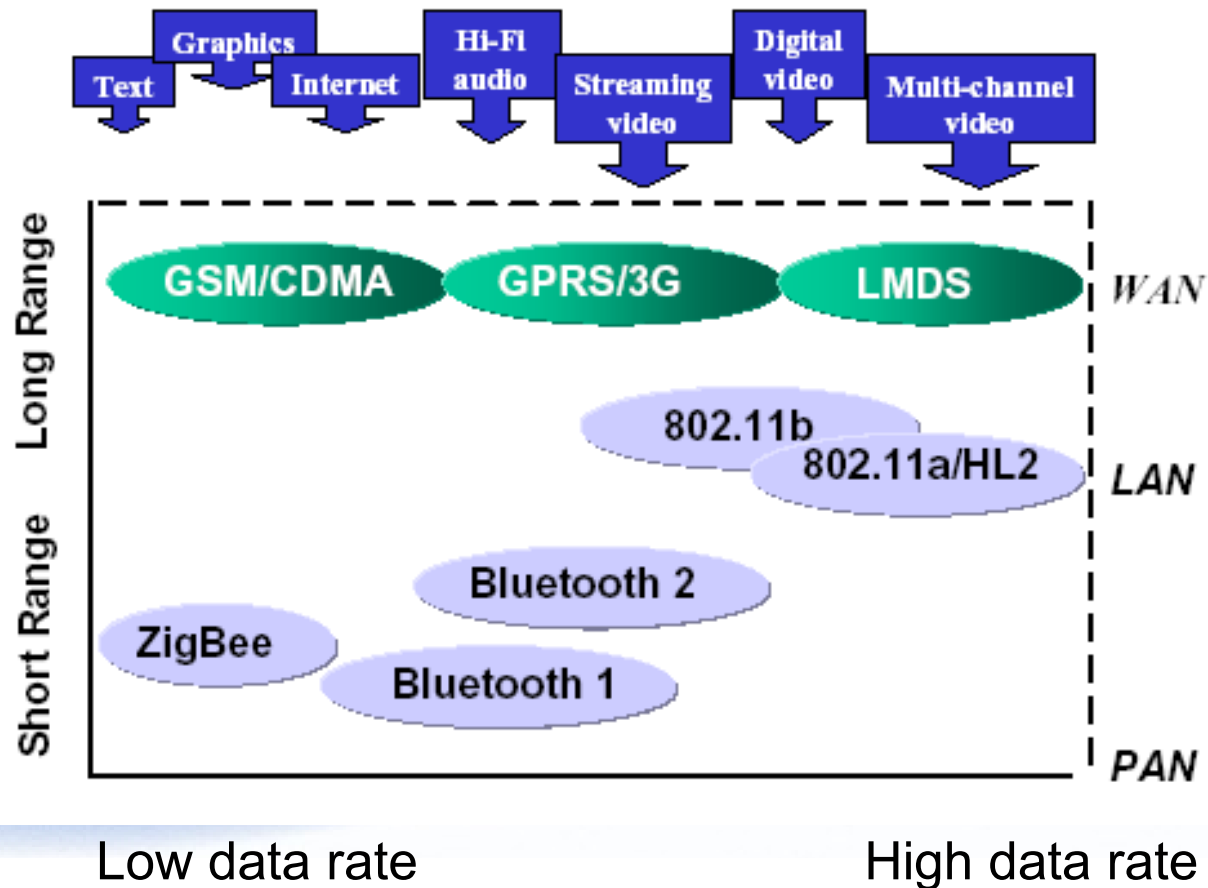 Text
Graphics
Internet
Hi-Fi
audio
Streaming
video
Digital
video
Multi-channel
video
Long Range
Short Range
GSM/CDMA
GPRS/3G
LMDS
WAN
802.11b
802.11a/HL2
LAN
Bluetooth 2
ZigBee
Bluetooth 1
PAN
Low data rate
High data rate